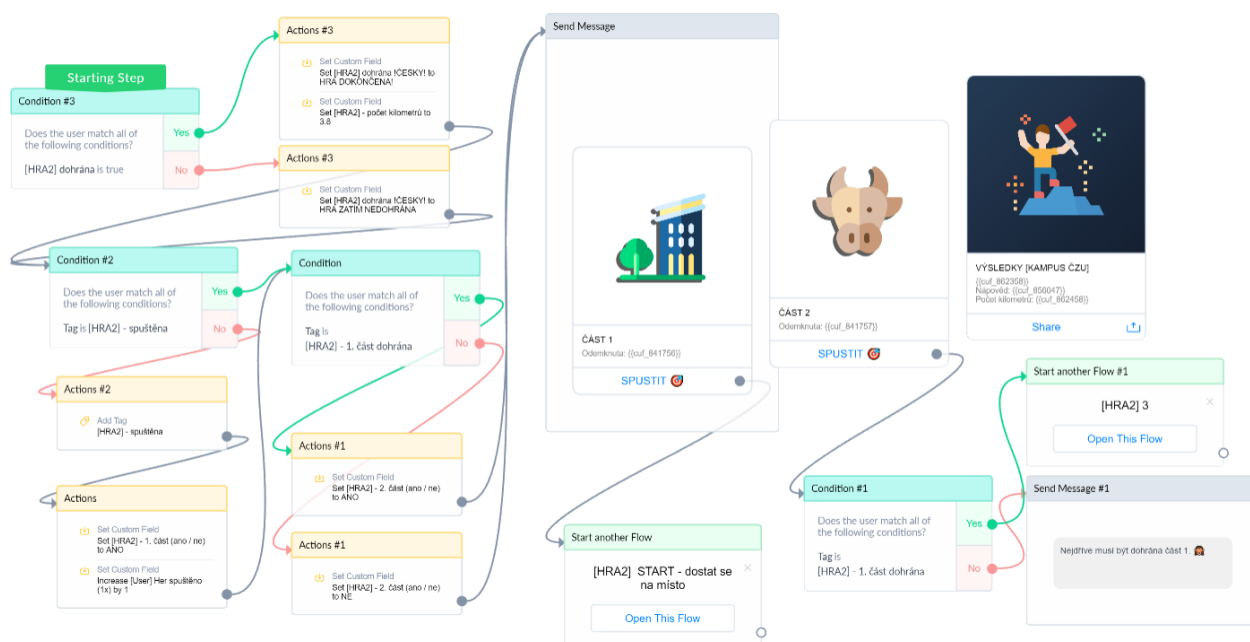 Starting Step
Condition #3
Does the user match all of
the following conditions?
[HRA2] dohrána is true
Yes
No
Actions #3
Set Custom Field
Set [HRA2] dohrána !ČESKY! to
HRA DOKONČENA!
Set Custom Field
Set [HRA2] - počet kilometrů to
3.8
Actions #3
Set Custom Field
Set [HRA2] dohrána !ČESKY! to
HRA ZATÍM NEDOHRÁNA
Condition #2
Does the user match all of
the following conditions?
Tag is [HRA2] - spuštěna
Yes
No
Condition
Does the user match all of
the following conditions?
Tag is
[HRA2] - 1. část dohrána
Yes
No
Actions #2
Add Tag
[HRA2] - spuštěna
Actions
Set Custom Field
Set [HRA2] - 1. část (ano / ne)
to ANO
Set Custom Field
Increase [User] Her spuštěno
(1x) by 1
Actions #1
Set Custom Field
Set [HRA2] - 2. část (ano / ne)
to ANO
Actions #1
Set Custom Field
Set [HRA2] - 2. část (ano / ne)
to NE
Send Message
ČÁST 1
Odemknuta: {{cuf_841756}}
SPUSTIT
ČÁST 2
Odemknuta: {{cuf_841757}}
SPUSTIT
VÝSLEDKY [KAMPUS ČZU]
{{cuf_862358}}
Nápověd: {{cuf_856047}}
Počet kilometrů: {{cuf_862458}}
Share
Start another Flow
[HRA2] START - dostat se
na místo
Open This Flow
Condition #1
Does the user match all of
the following conditions?
Tag is
[HRA2] - 1. část dohrána
Yes
No
Start another Flow #1
[HRA2] 3
Open This Flow
Send Message #1
Nejdříve musí být dohrána část 1.